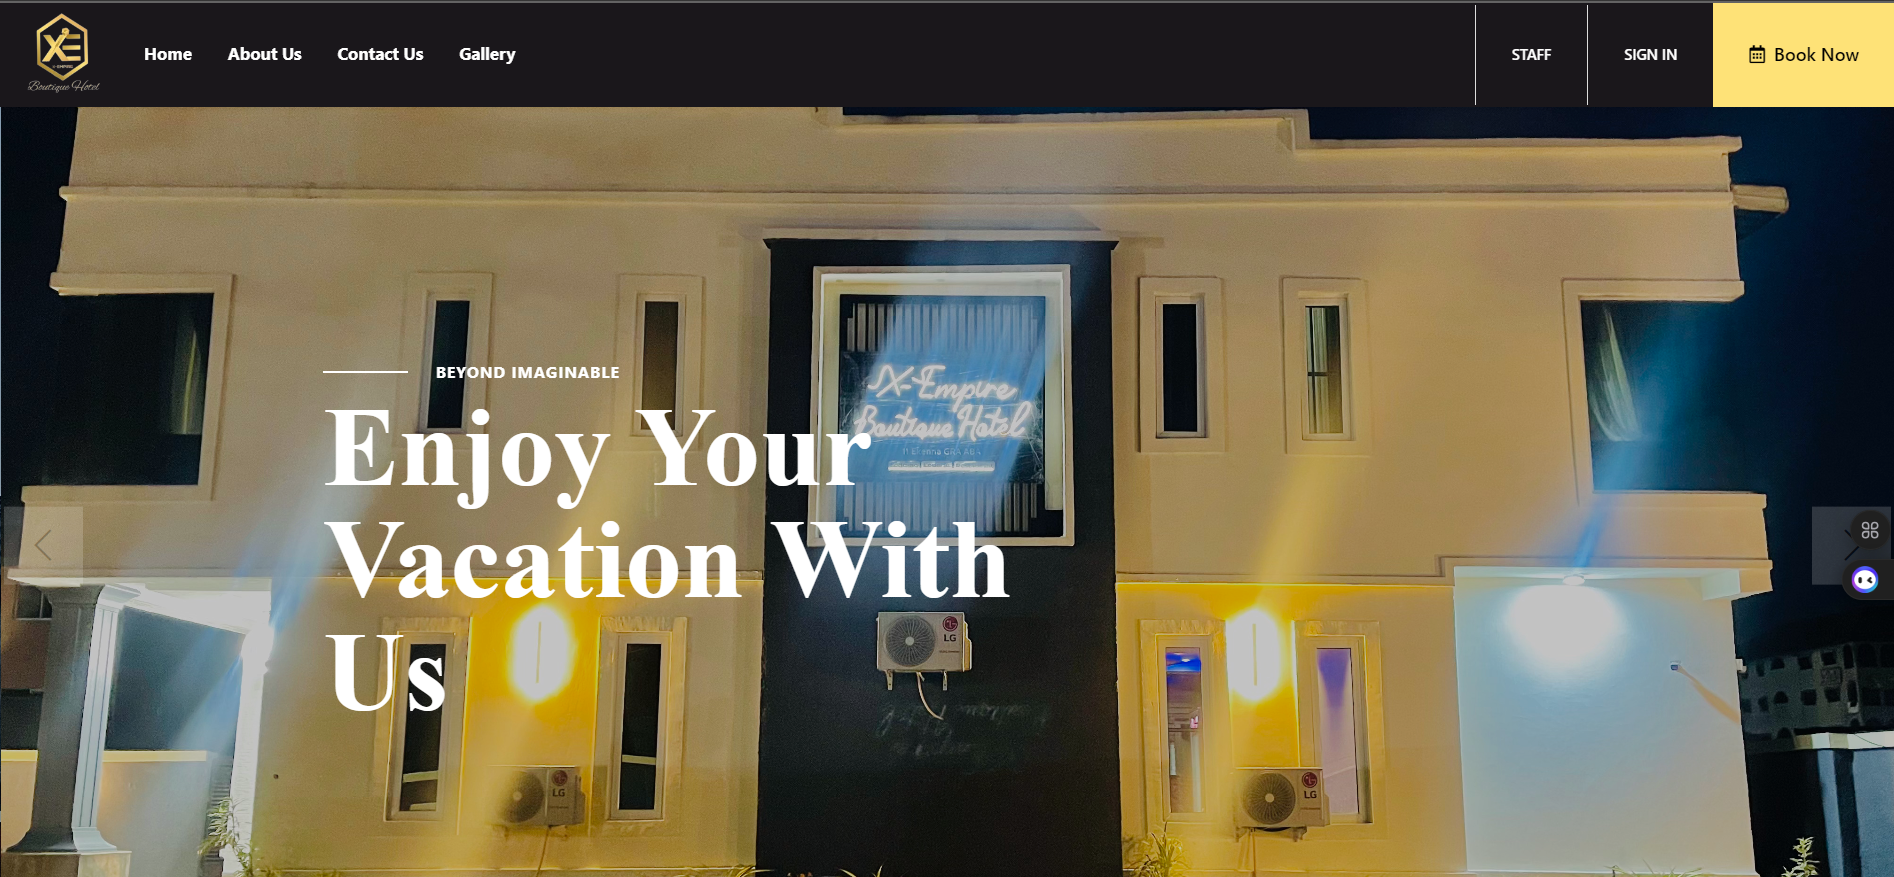 XE
X-EMPIRE
Boutique Hotel
Home
About Us
Contact Us
Gallery
STAFF
SIGN IN
Book Now
BEYOND IMAGINABLE
Enjoy Your
Vacation With
Us
X-Empire
Boutique Hotel
LG
LG
LG